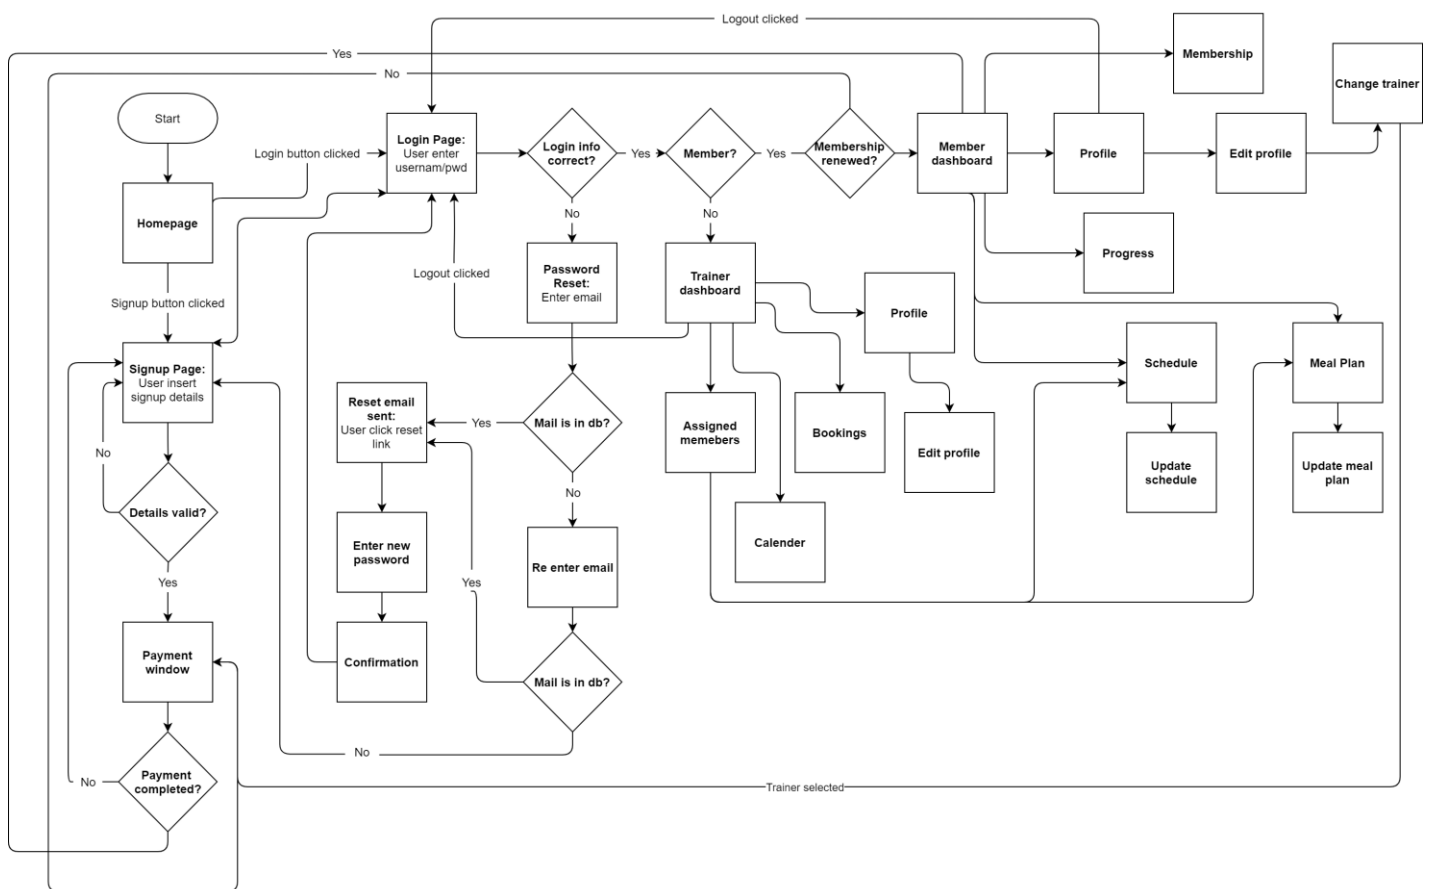 Logout clicked
Yes
No
Membership
Change trainer
Start
Login button clicked
Login Page:
User enter
usernam/pwd
Login info
correct?
Yes
Member?
Yes
Membership
renewed?
Member
dashboard
Profile
Edit profile
Homepage
No
No
Progress
Signup button clicked
Logout clicked
Password
Reset:
Enter email
Trainer
dashboard
Profile
Signup Page:
User insert
signup details
Schedule
Meal Plan
Reset email
sent:
User click reset
link
Yes
Mail is in db?
Assigned
memebers
Bookings
Edit profile
Update
schedule
Update meal
plan
No
No
Details valid?
Enter new
password
Re enter email
Calender
Yes
Yes
Payment
window
Confirmation
Mail is in db?
No
No
Payment
completed?
Trainer selected